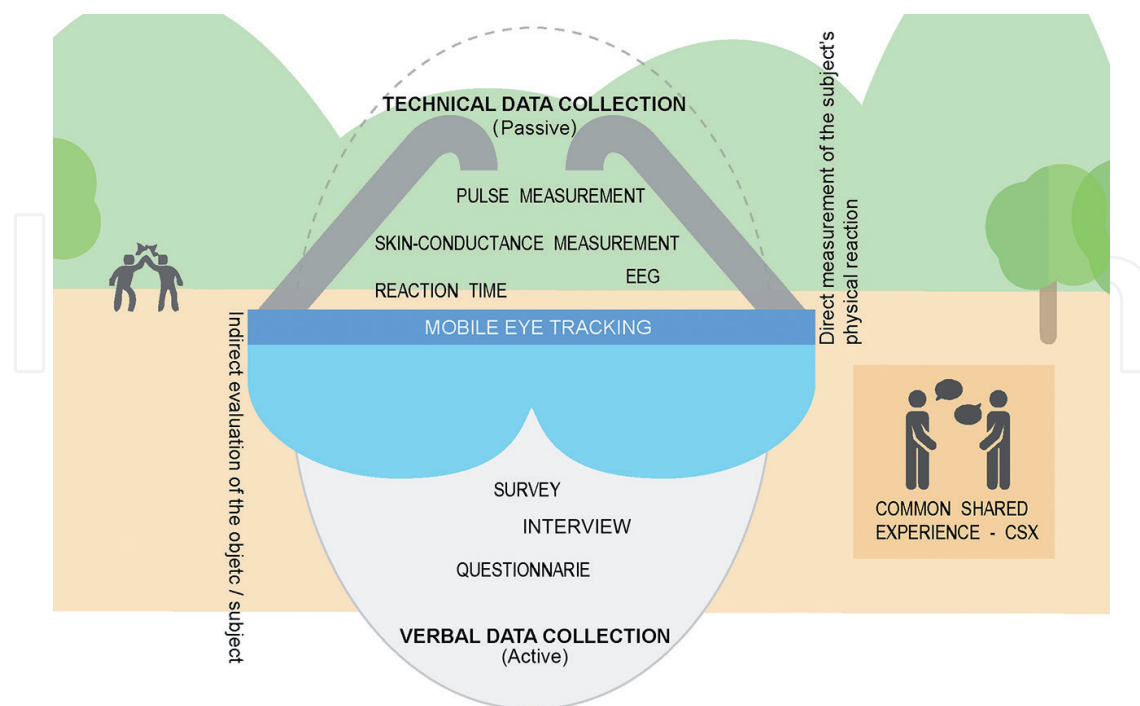 TECHNICAL DATA COLLECTION
(Passive)
PULSE MEASUREMENT
SKIN-CONDUCTANCE MEASUREMENT
EEG
REACTION TIME
MOBILE EYE TRACKING
Direct measurement of the subject's
physical reaction
Indirect evaluation of the objetc / subject
SURVEY
INTERVIEW
QUESTIONNARIE
VERBAL DATA COLLECTION
(Active)
COMMON SHARED
EXPERIENCE - CSX